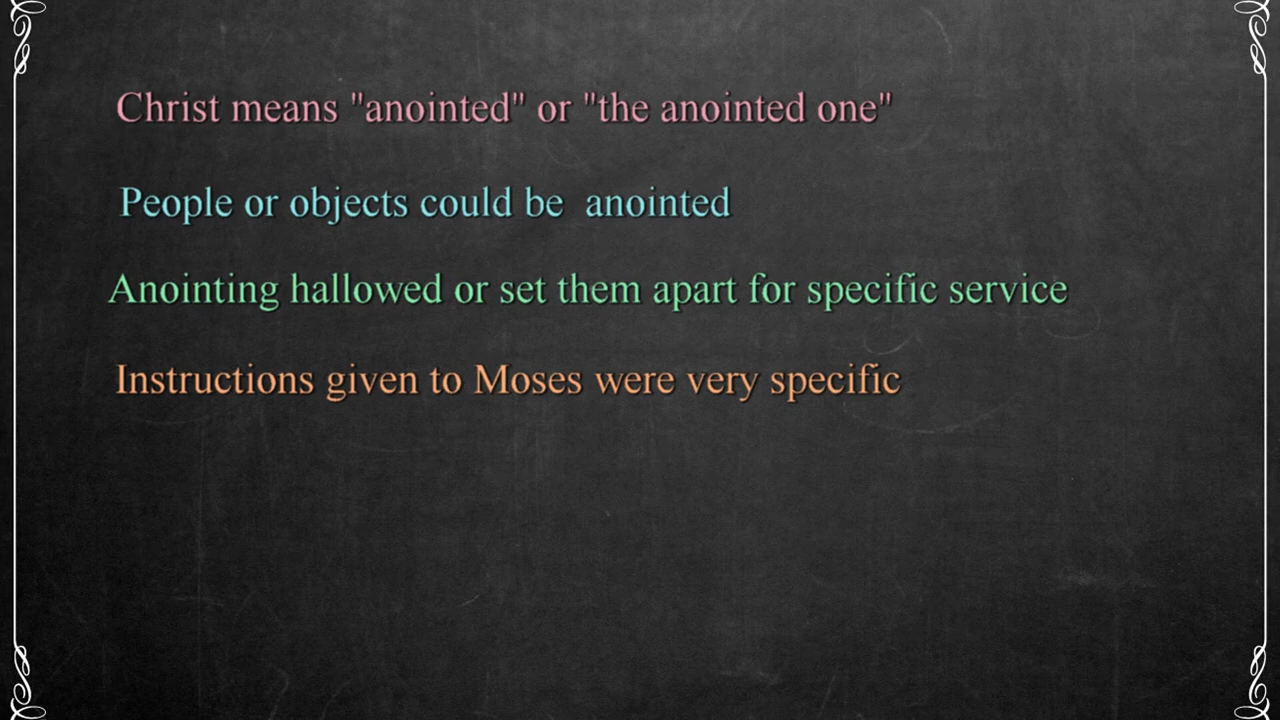 Christ means "anointed" or "the anointed one"
People or objects could be  anointed
Anointing hallowed or set them apart for specific service
Instructions given to Moses were very specific